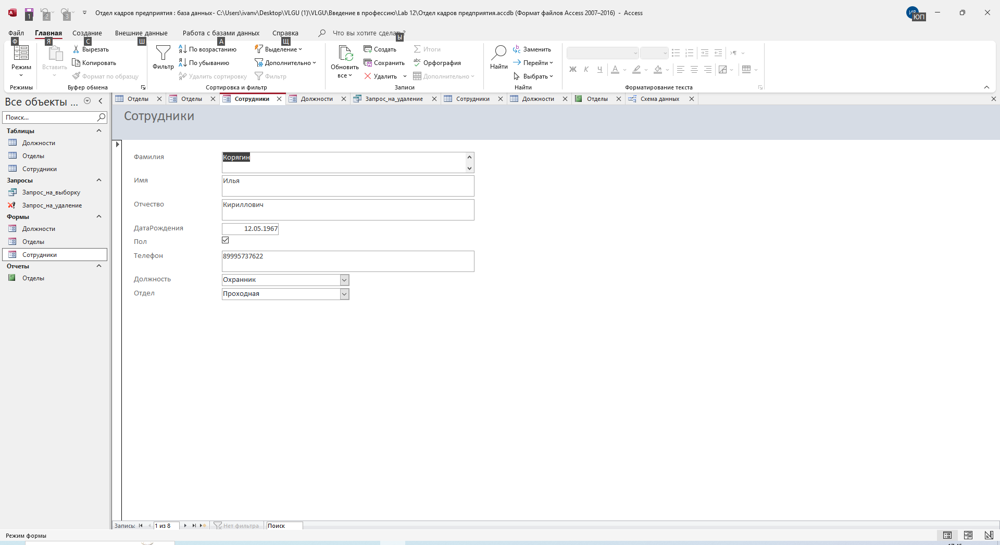 Отдел кадров предприятия : база данных- C:\Users\ivanv\Desktop\VLGU (1)\VLGU\Введение в профессию\Lab 12\Отдел кадров предприятия.accdb (Формат файлов Access 2007–2016) - Access
ИВ
1 2 3 ЮП
Файл Главная Создание Внешние данные Работа с базами данных Справка Что вы хотите сделать?
Ф Я С Ш А Щ Ы
Режим
Режимы
Вставить
Вырезать
Копировать
Формат по образцу
Буфер обмена
Фильтр
По возрастанию
По убыванию
Удалить сортировку
Выделение
Дополнительно
Фильтр
Сортировка и фильтр
Обновить
все
Создать
Сохранить
Удалить
Итоги
Орфография
Дополнительно
Записи
Найти
Заменить
Перейти
Выбрать
Найти
Ж К Ч А
Форматирование текста
Все объекты ...
Поиск...
Таблицы
Должности
Отделы
Сотрудники
Запросы
Запрос_на_выборку
Запрос_на_удаление
Формы
Должности
Отделы
Сотрудники
Отчеты
Отделы
Отделы Отделы Сотрудники Должности Запрос_на_удаление Сотрудники Должности Отделы Схема данных
Сотрудники
Фамилия Корягин
Имя Илья
Отчество Кириллович
ДатаРождения 12.05.1967
Пол
Телефон 89995737622
Должность Охранник
Отдел Проходная
Запись: 1 из 8 Нет фильтра Поиск
Режим формы